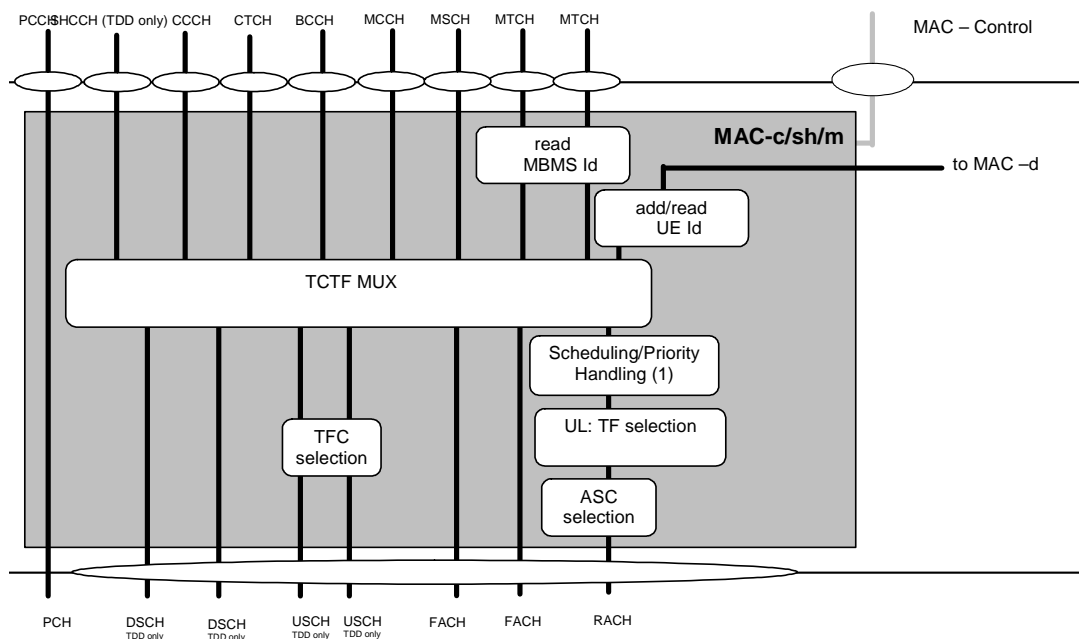 PCCH SHCCH (TDD only) CCCH CTCH BCCH MCCH MSCH MTCH MTCH
MAC – Control
MAC-c/sh/m
read
MBMS Id
to MAC –d
add/read
UE Id
TCTF MUX
Scheduling/Priority
Handling (1)
UL: TF selection
TFC
selection
ASC
selection
PCH DSCH DSCH USCH USCH FACH FACH RACH
TDD only TDD only TDD only TDD only